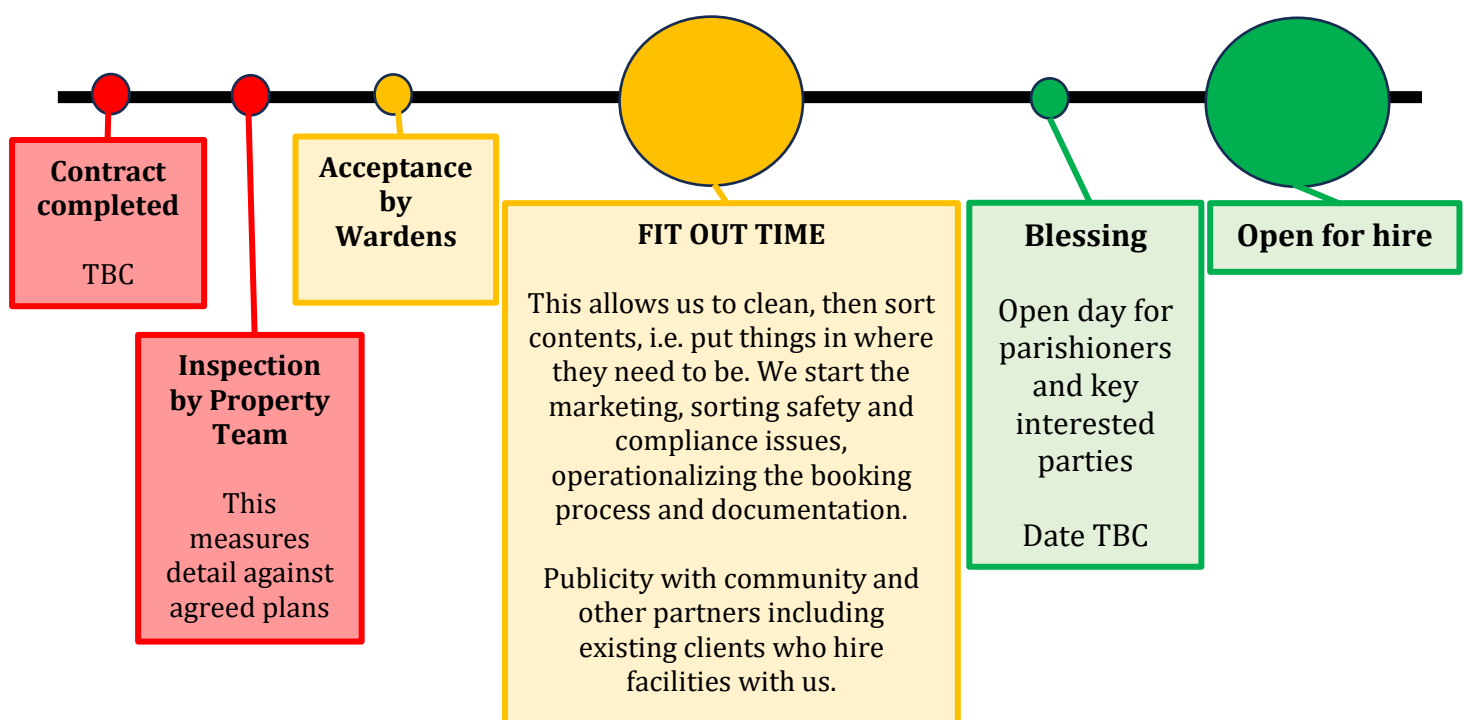 Contract
completed
TBC
Inspection
by Property
Team
This
measures
detail against
agreed plans
Acceptance
by
Wardens
FIT OUT TIME
This allows us to clean, then sort
contents, i.e. put things in where
they need to be. We start the
marketing, sorting safety and
compliance issues,
operationalizing the booking
process and documentation.
Publicity with community and
other partners including
existing clients who hire
facilities with us.
Blessing
Open day for
parishioners
and key
interested
parties
Date TBC
Open for hire